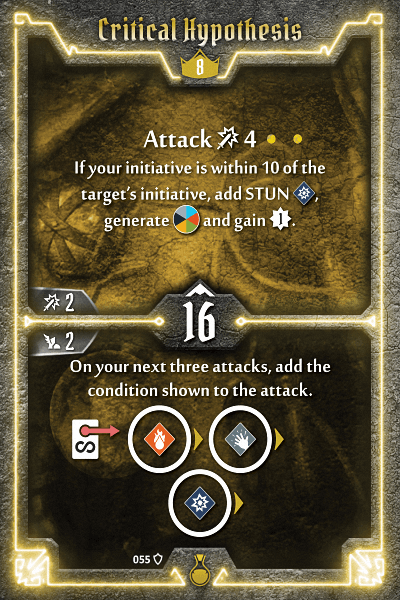 Critical Hypothesis
8
Attack 4
If your initiative is within 10 of the
target's initiative, add STUN ,
generate and gain 1.
2
16
2
On your next three attacks, add the
condition shown to the attack.
S
055